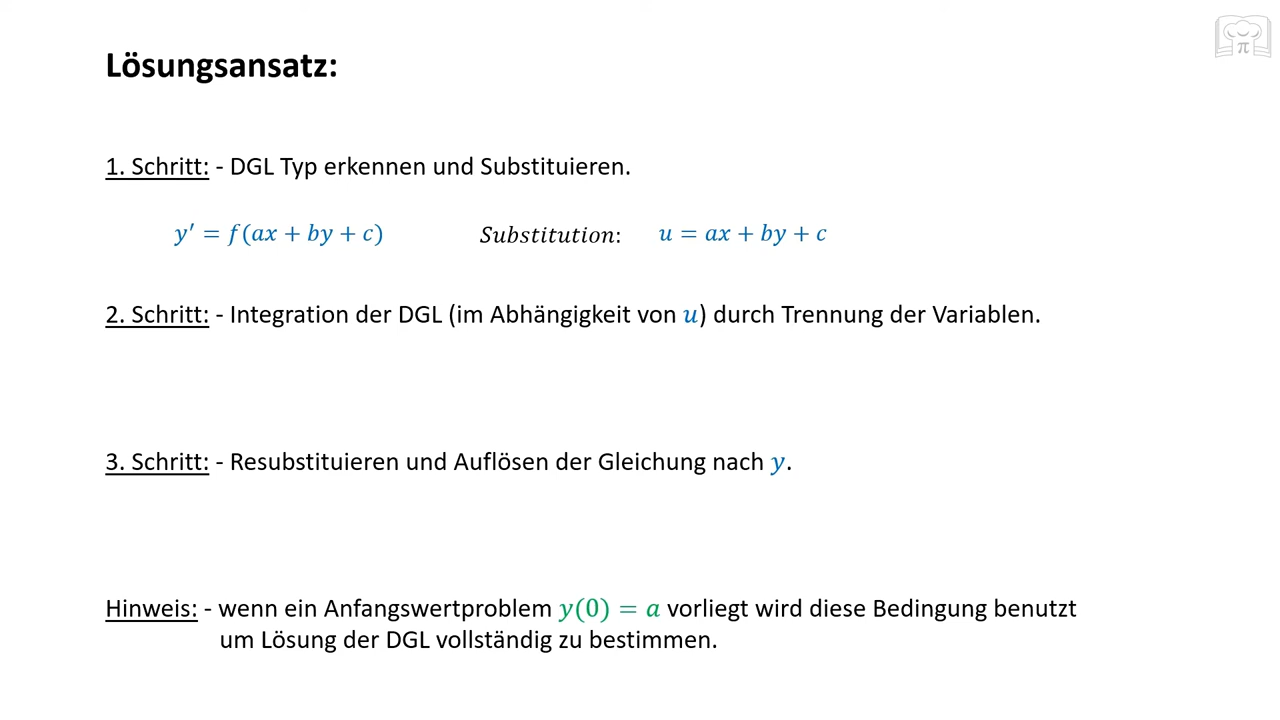 Lösungsansatz:
1. Schritt: - DGL Typ erkennen und Substituieren.
y′ = f(ax + by + c) Substitution: u = ax + by + c
2. Schritt: - Integration der DGL (im Abhängigkeit von u) durch Trennung der Variablen.
3. Schritt: - Resubstituieren und Auflösen der Gleichung nach y.
Hinweis: - wenn ein Anfangswertproblem y(0) = a vorliegt wird diese Bedingung benutzt
um Lösung der DGL vollständig zu bestimmen.
π